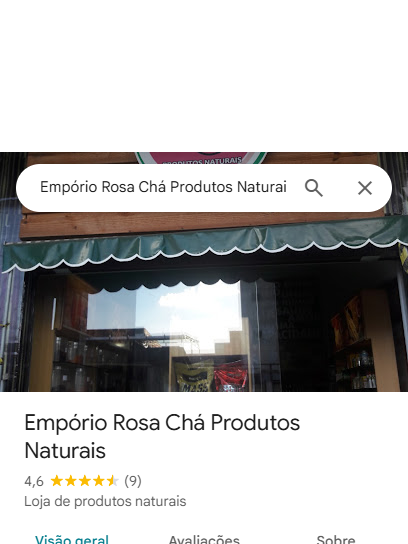 PRODUTOS NATURAIS
Empório Rosa Chá Produtos Naturai
Empório Rosa Chá Produtos
Naturais
4,6 (9)
Loja de produtos naturais
Visão geral Avaliações Sobre